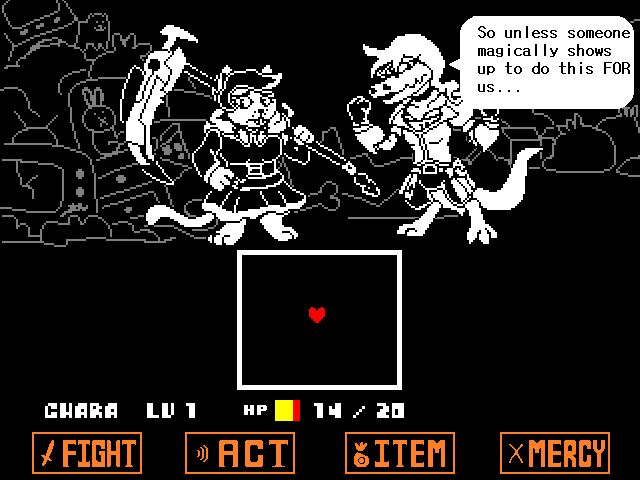 So unless someone
magically shows
up to do this FOR
us...
CHARA LV 1 HP 14 / 20
FIGHT ACT ITEM MERCY